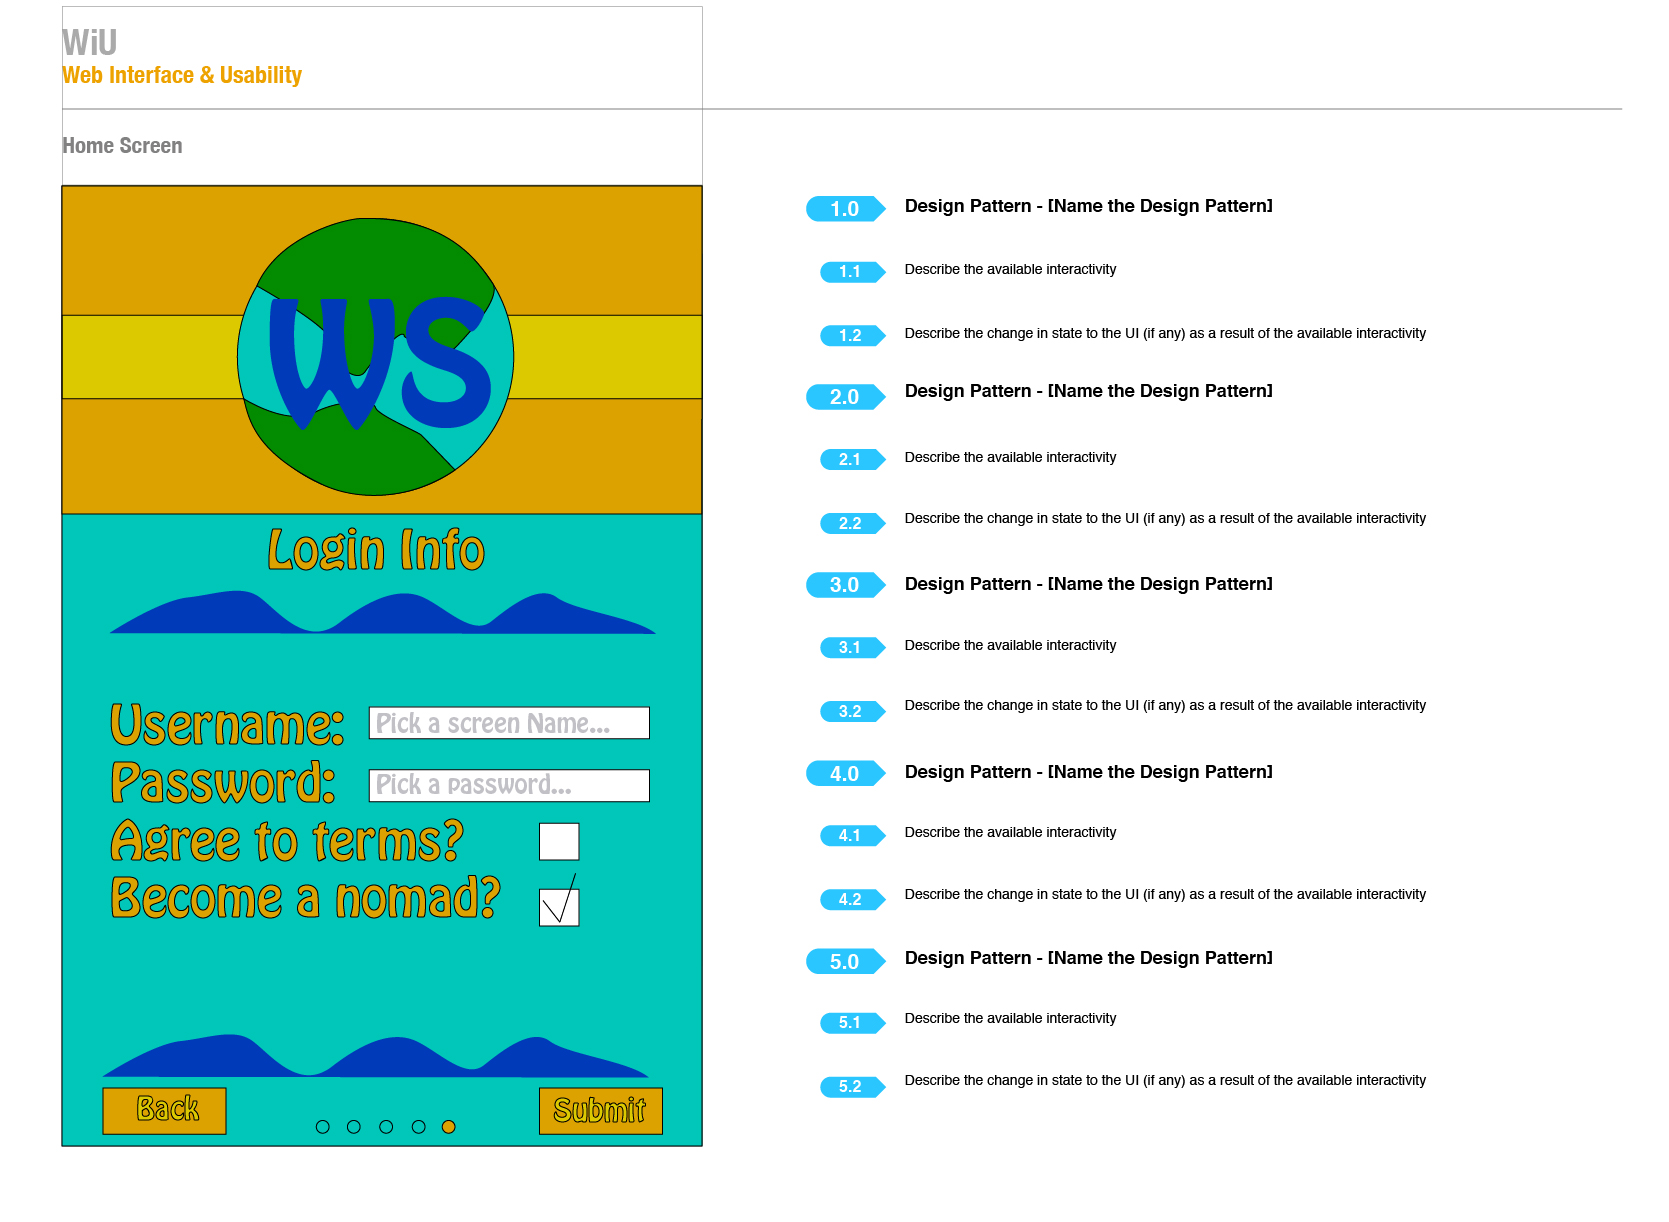 WiU
Web Interface & Usability
Home Screen
WS
Login Info
Username: Pick a screen Name...
Password: Pick a password...
Agree to terms?
Become a nomad?
Back
Submit
1.0 Design Pattern - [Name the Design Pattern]
1.1 Describe the available interactivity
1.2 Describe the change in state to the UI (if any) as a result of the available interactivity
2.0 Design Pattern - [Name the Design Pattern]
2.1 Describe the available interactivity
2.2 Describe the change in state to the UI (if any) as a result of the available interactivity
3.0 Design Pattern - [Name the Design Pattern]
3.1 Describe the available interactivity
3.2 Describe the change in state to the UI (if any) as a result of the available interactivity
4.0 Design Pattern - [Name the Design Pattern]
4.1 Describe the available interactivity
4.2 Describe the change in state to the UI (if any) as a result of the available interactivity
5.0 Design Pattern - [Name the Design Pattern]
5.1 Describe the available interactivity
5.2 Describe the change in state to the UI (if any) as a result of the available interactivity